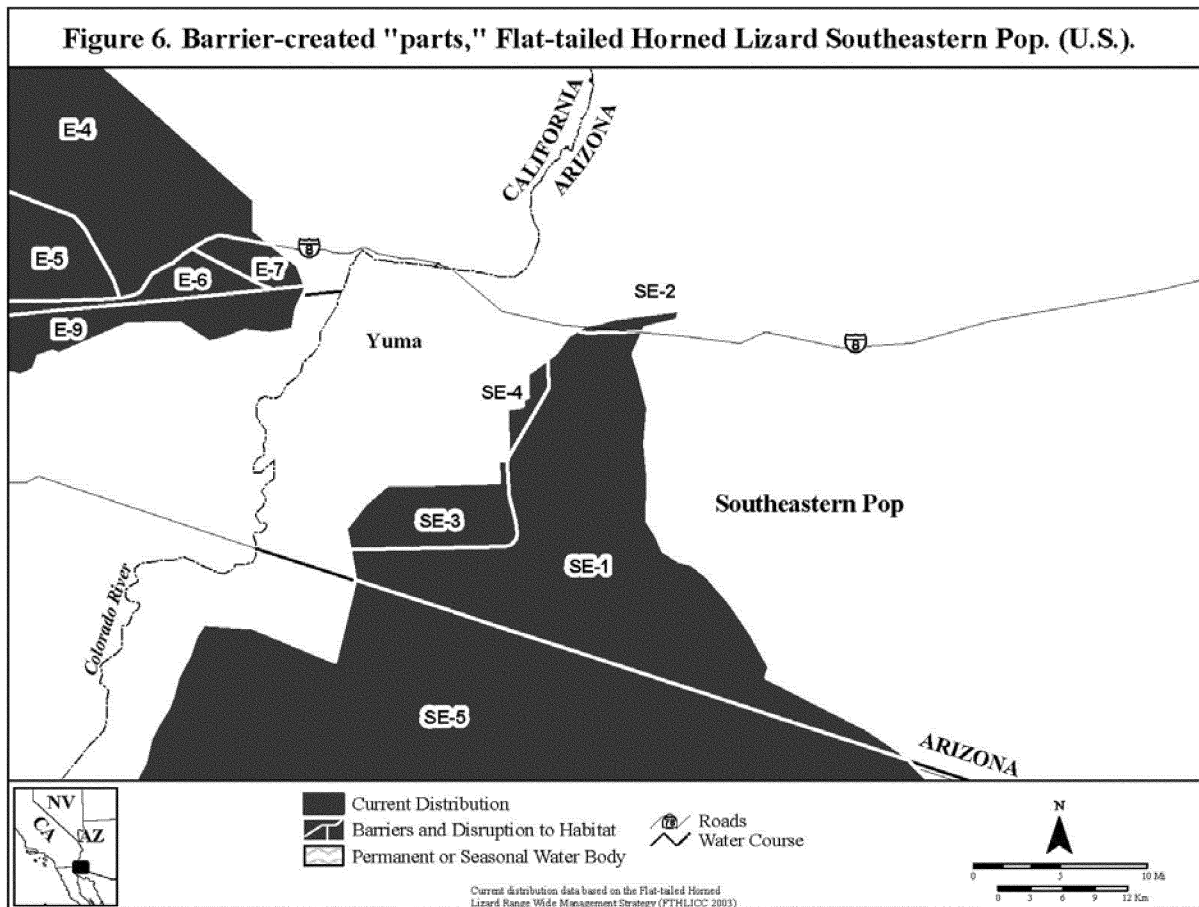 Figure 6. Barrier-created "parts," Flat-tailed Horned Lizard Southeastern Pop. (U.S.).
E-4
CALIFORNIA
ARIZONA
E-5
8
E-7
E-6
SE-2
E-9
Yuma
8
SE-4
SE-3
Southeastern Pop
SE-1
Colorado River
SE-5
ARIZONA
NV
CA
AZ
Current Distribution
Barriers and Disruption to Habitat
Permanent or Seasonal Water Body
78
Roads
Water Course
N
0 5 10 Mi
0 3 6 9 12 Km
Current distribution data based on the Flat-tailed Horned
Lizard Range Wide Management Strategy (FTHLICC 2003)